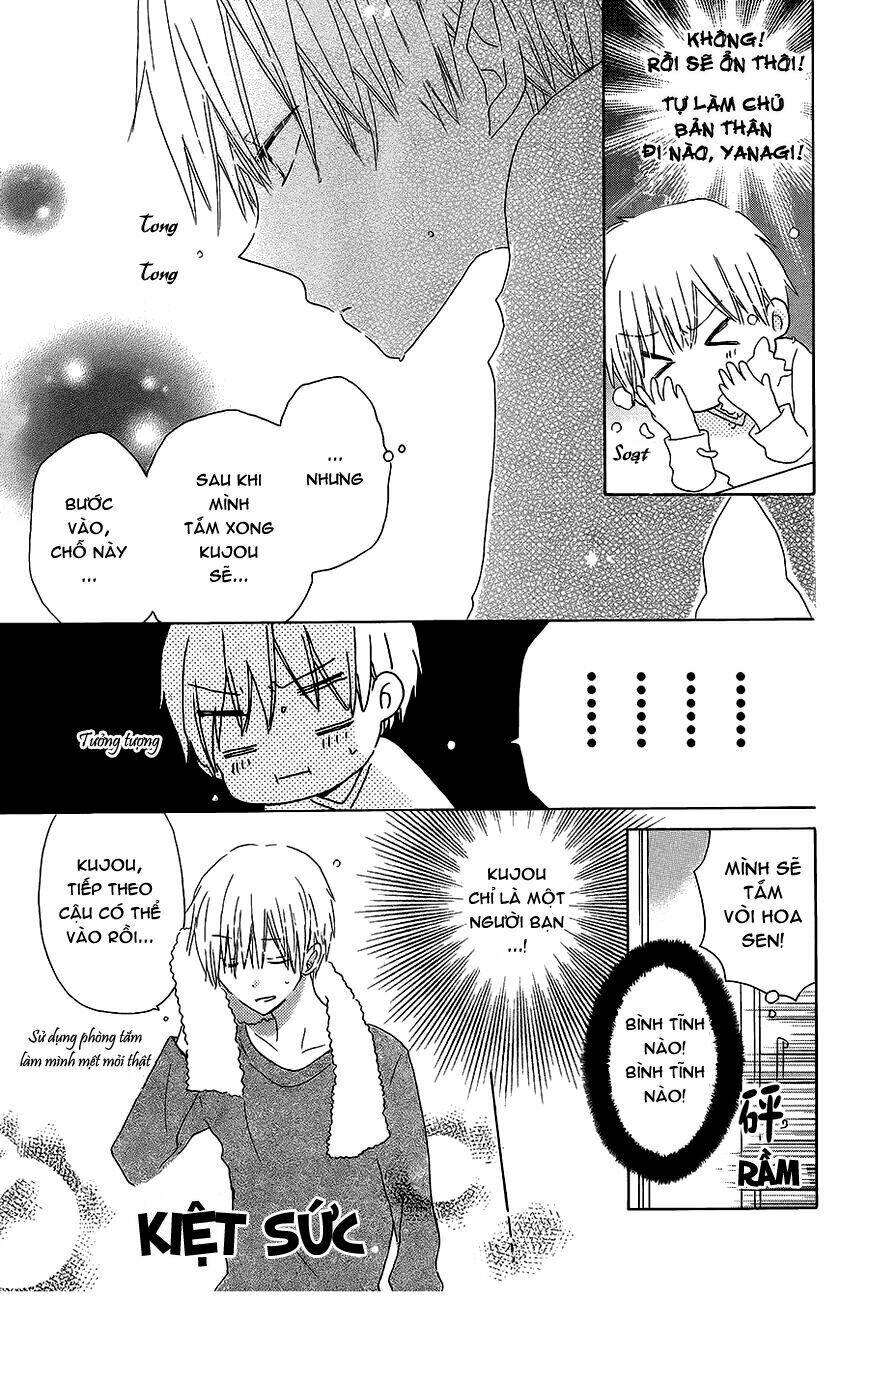 KHÔNG!
RỒI SẼ ỔN THÔI!
TỰ LÀM CHỦ
BẢN THÂN
ĐI NÀO, YANAGI!
Soạt
Tong
Tong
...
NHƯNG
SAU KHI
MÌNH
TẮM XONG
KUJOU
SẼ...
BƯỚC
VÀO,
CHỖ NÀY
...
Tưởng tượng
MÌNH SẼ
TẮM
VÒI HOA
SEN!
BÌNH TĨNH
NÀO!
BÌNH TĨNH
NÀO!
砰
RẦM
KUJOU
CHỈ LÀ MỘT
NGƯỜI BẠN
...!
KUJOU,
TIẾP THEO
CẬU CÓ THỂ
VÀO RỒI...
Sử dụng phòng tắm
làm mình mệt mỏi thật
KIỆT SỨC